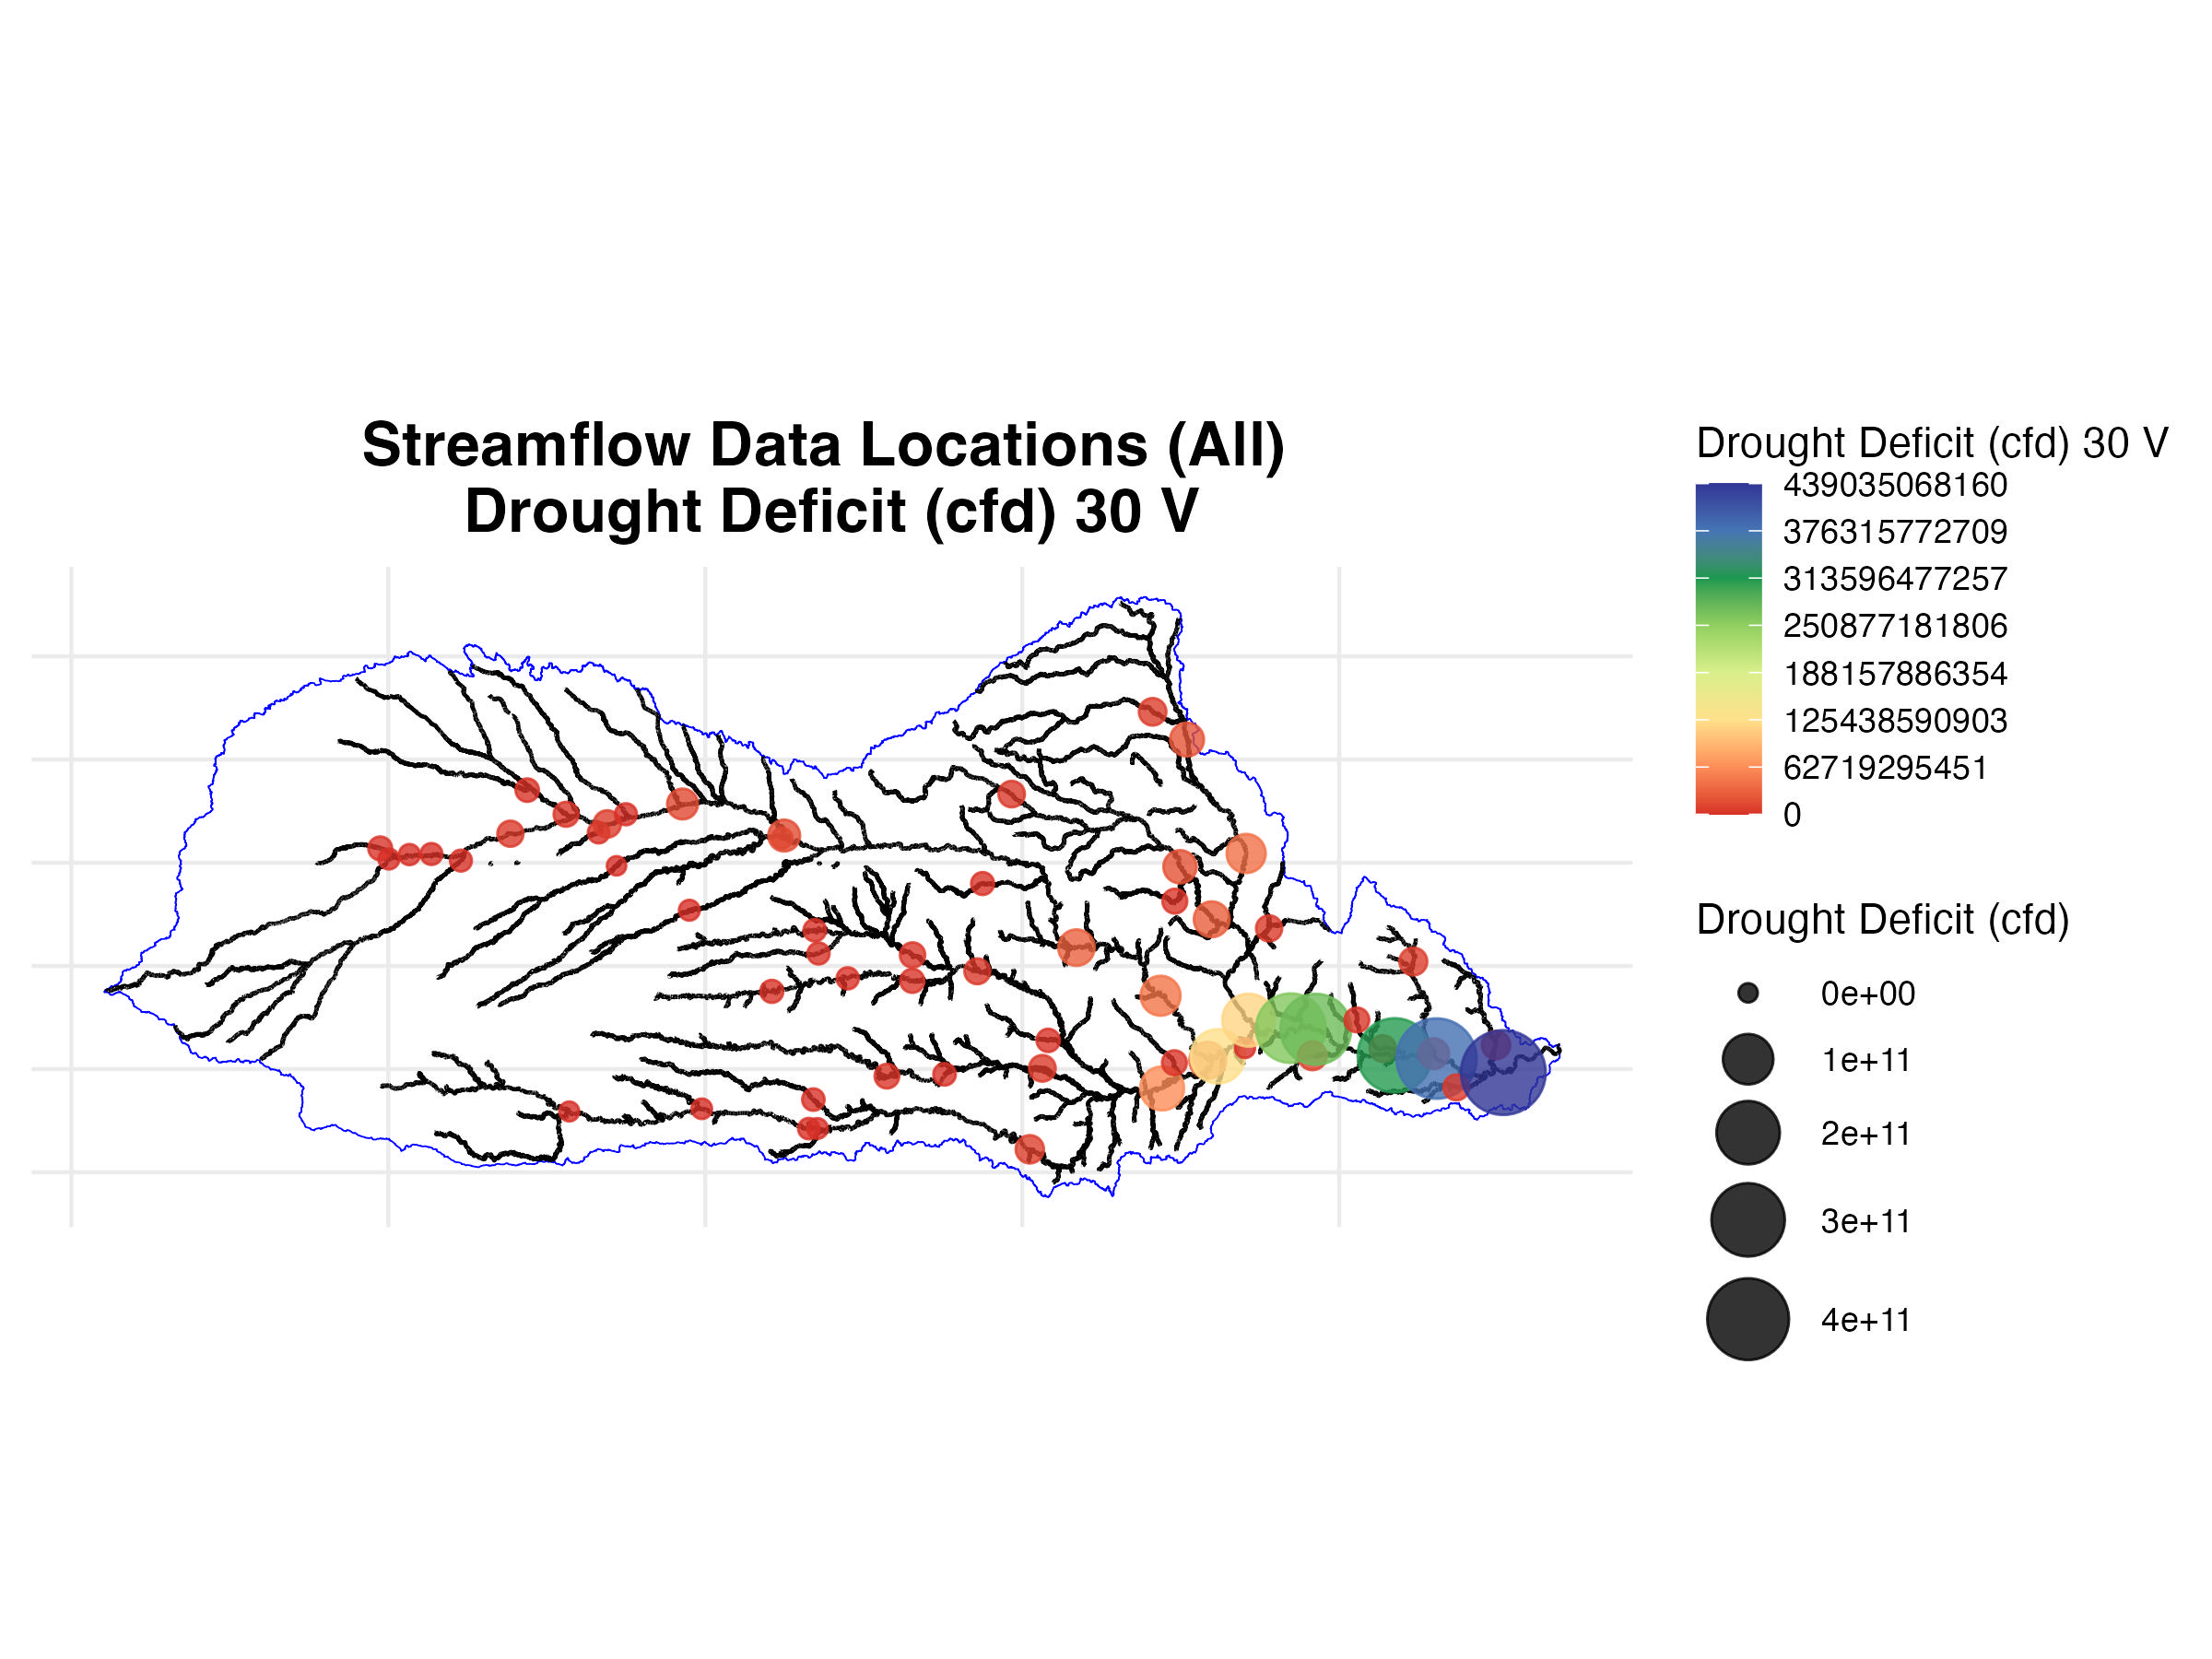 Streamflow Data Locations (All)
Drought Deficit (cfd) 30 V
Drought Deficit (cfd) 30 V
439035068160
376315772709
313596477257
250877181806
188157886354
125438590903
62719295451
0
Drought Deficit (cfd)
0e+00
1e+11
2e+11
3e+11
4e+11